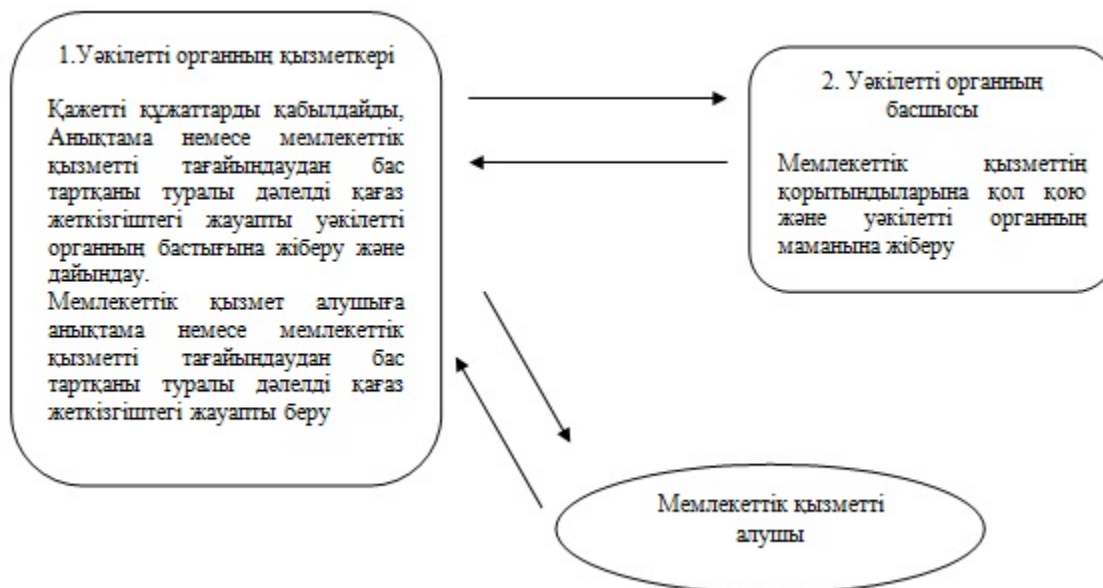 1.Уәкілетті органның қызметкері
Қажетті құжаттарды қабылдайды,
Анықтама немесе мемлекеттік
қызметті тағайындаудан бас
тартқаны туралы дәлелді қағаз
жеткізгіштегі жауапты уәкілетті
органның бастығына жіберу және
дайындау.
Мемлекеттік қызмет алушыға
анықтама немесе мемлекеттік
қызметті тағайындаудан бас
тартқаны туралы дәлелді қағаз
жеткізгіштегі жауапты беру
2. Уәкілетті органның
басшысы
Мемлекеттік қызметтің
қорытындыларына қол қою
және уәкілетті органның
маманына жіберу
Мемлекеттік қызметті
алушы